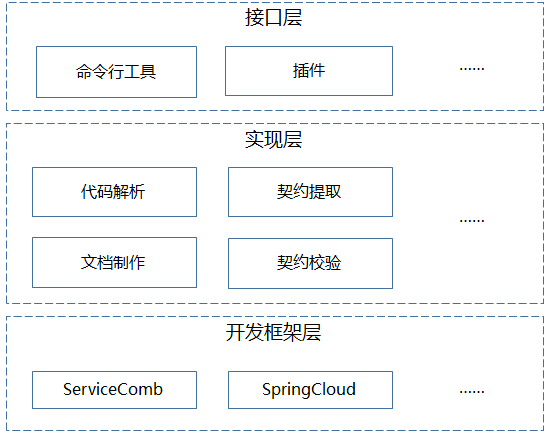 接口层
命令行工具
插件
……
实现层
代码解析
契约提取
……
文档制作
契约校验
开发框架层
ServiceComb
SpringCloud
……